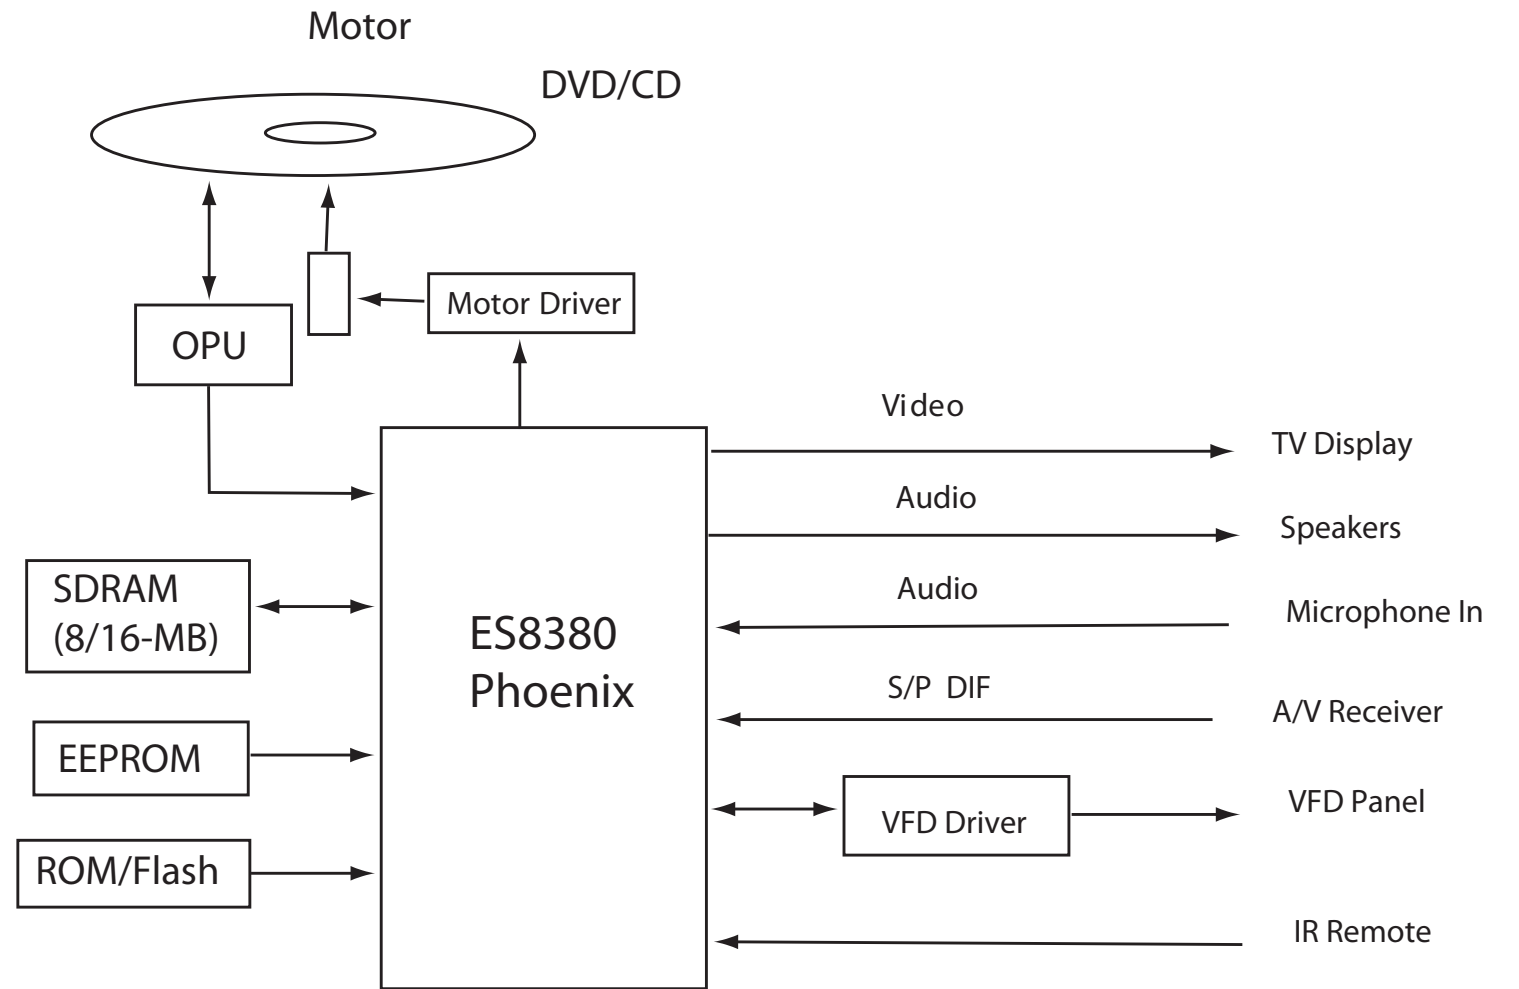 Motor
DVD/CD
Motor Driver
OPU
Video
TV Display
Audio
Speakers
SDRAM
(8/16-MB)
Audio
Microphone In
ES8380
Phoenix
S/P DIF
A/V Receiver
EEPROM
VFD Driver
VFD Panel
ROM/Flash
IR Remote